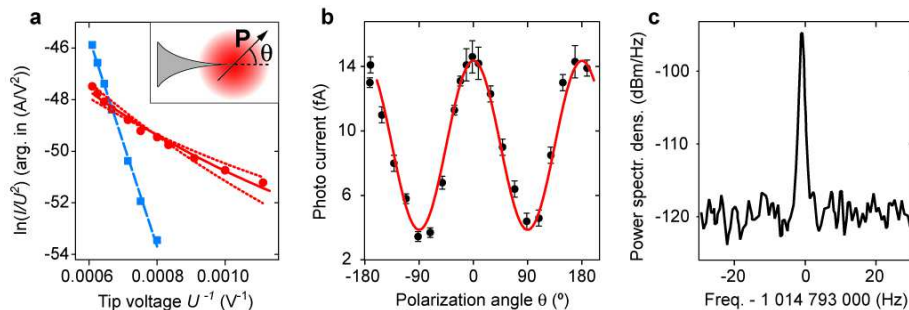 a
b
c
-46
-48
-50
-52
-54
ln(I/U²) (arg. in (A/V²)
P
θ
0.0006
0.0008
0.0010
Tip voltage U⁻¹ (V⁻¹)
14
10
6
2
Photo current (fA)
-180
-90
0
90
180
Polarization angle θ (º)
-100
-110
-120
Power spectr. dens. (dBm/Hz)
-20
0
20
Freq. - 1 014 793 000 (Hz)